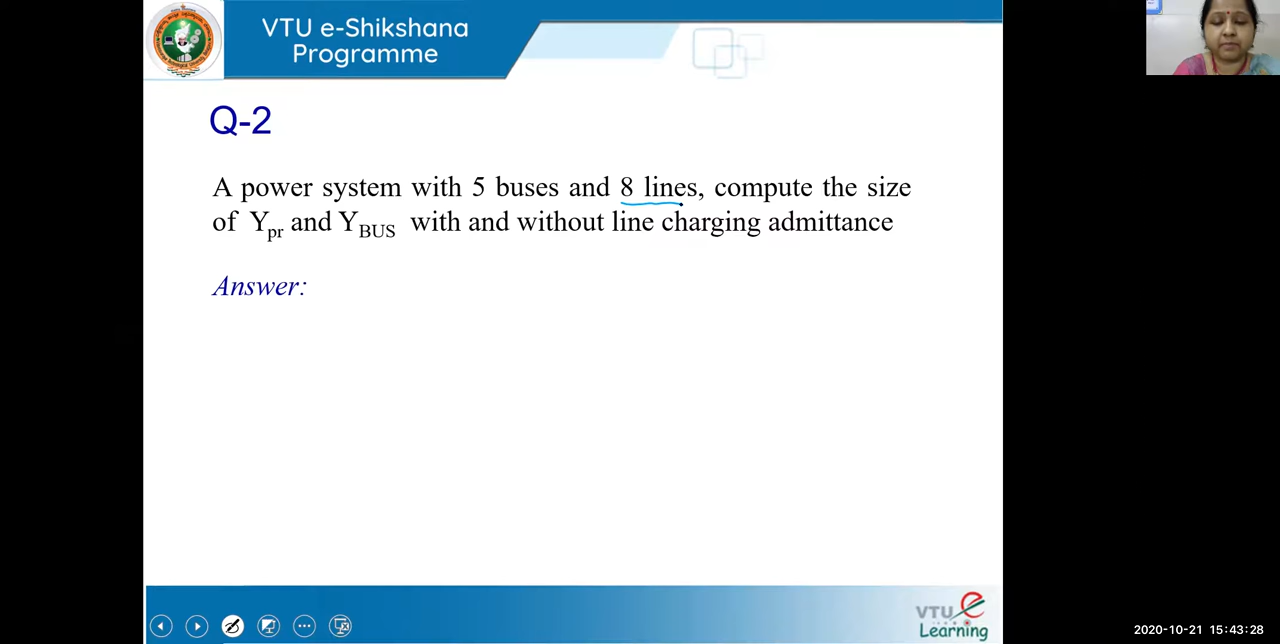 VTU e-Shikshana
Programme
Q-2
A power system with 5 buses and 8 lines, compute the size
of Ypr and YBUS with and without line charging admittance
Answer:
VTU e
Learning
2020-10-21 15:43:28